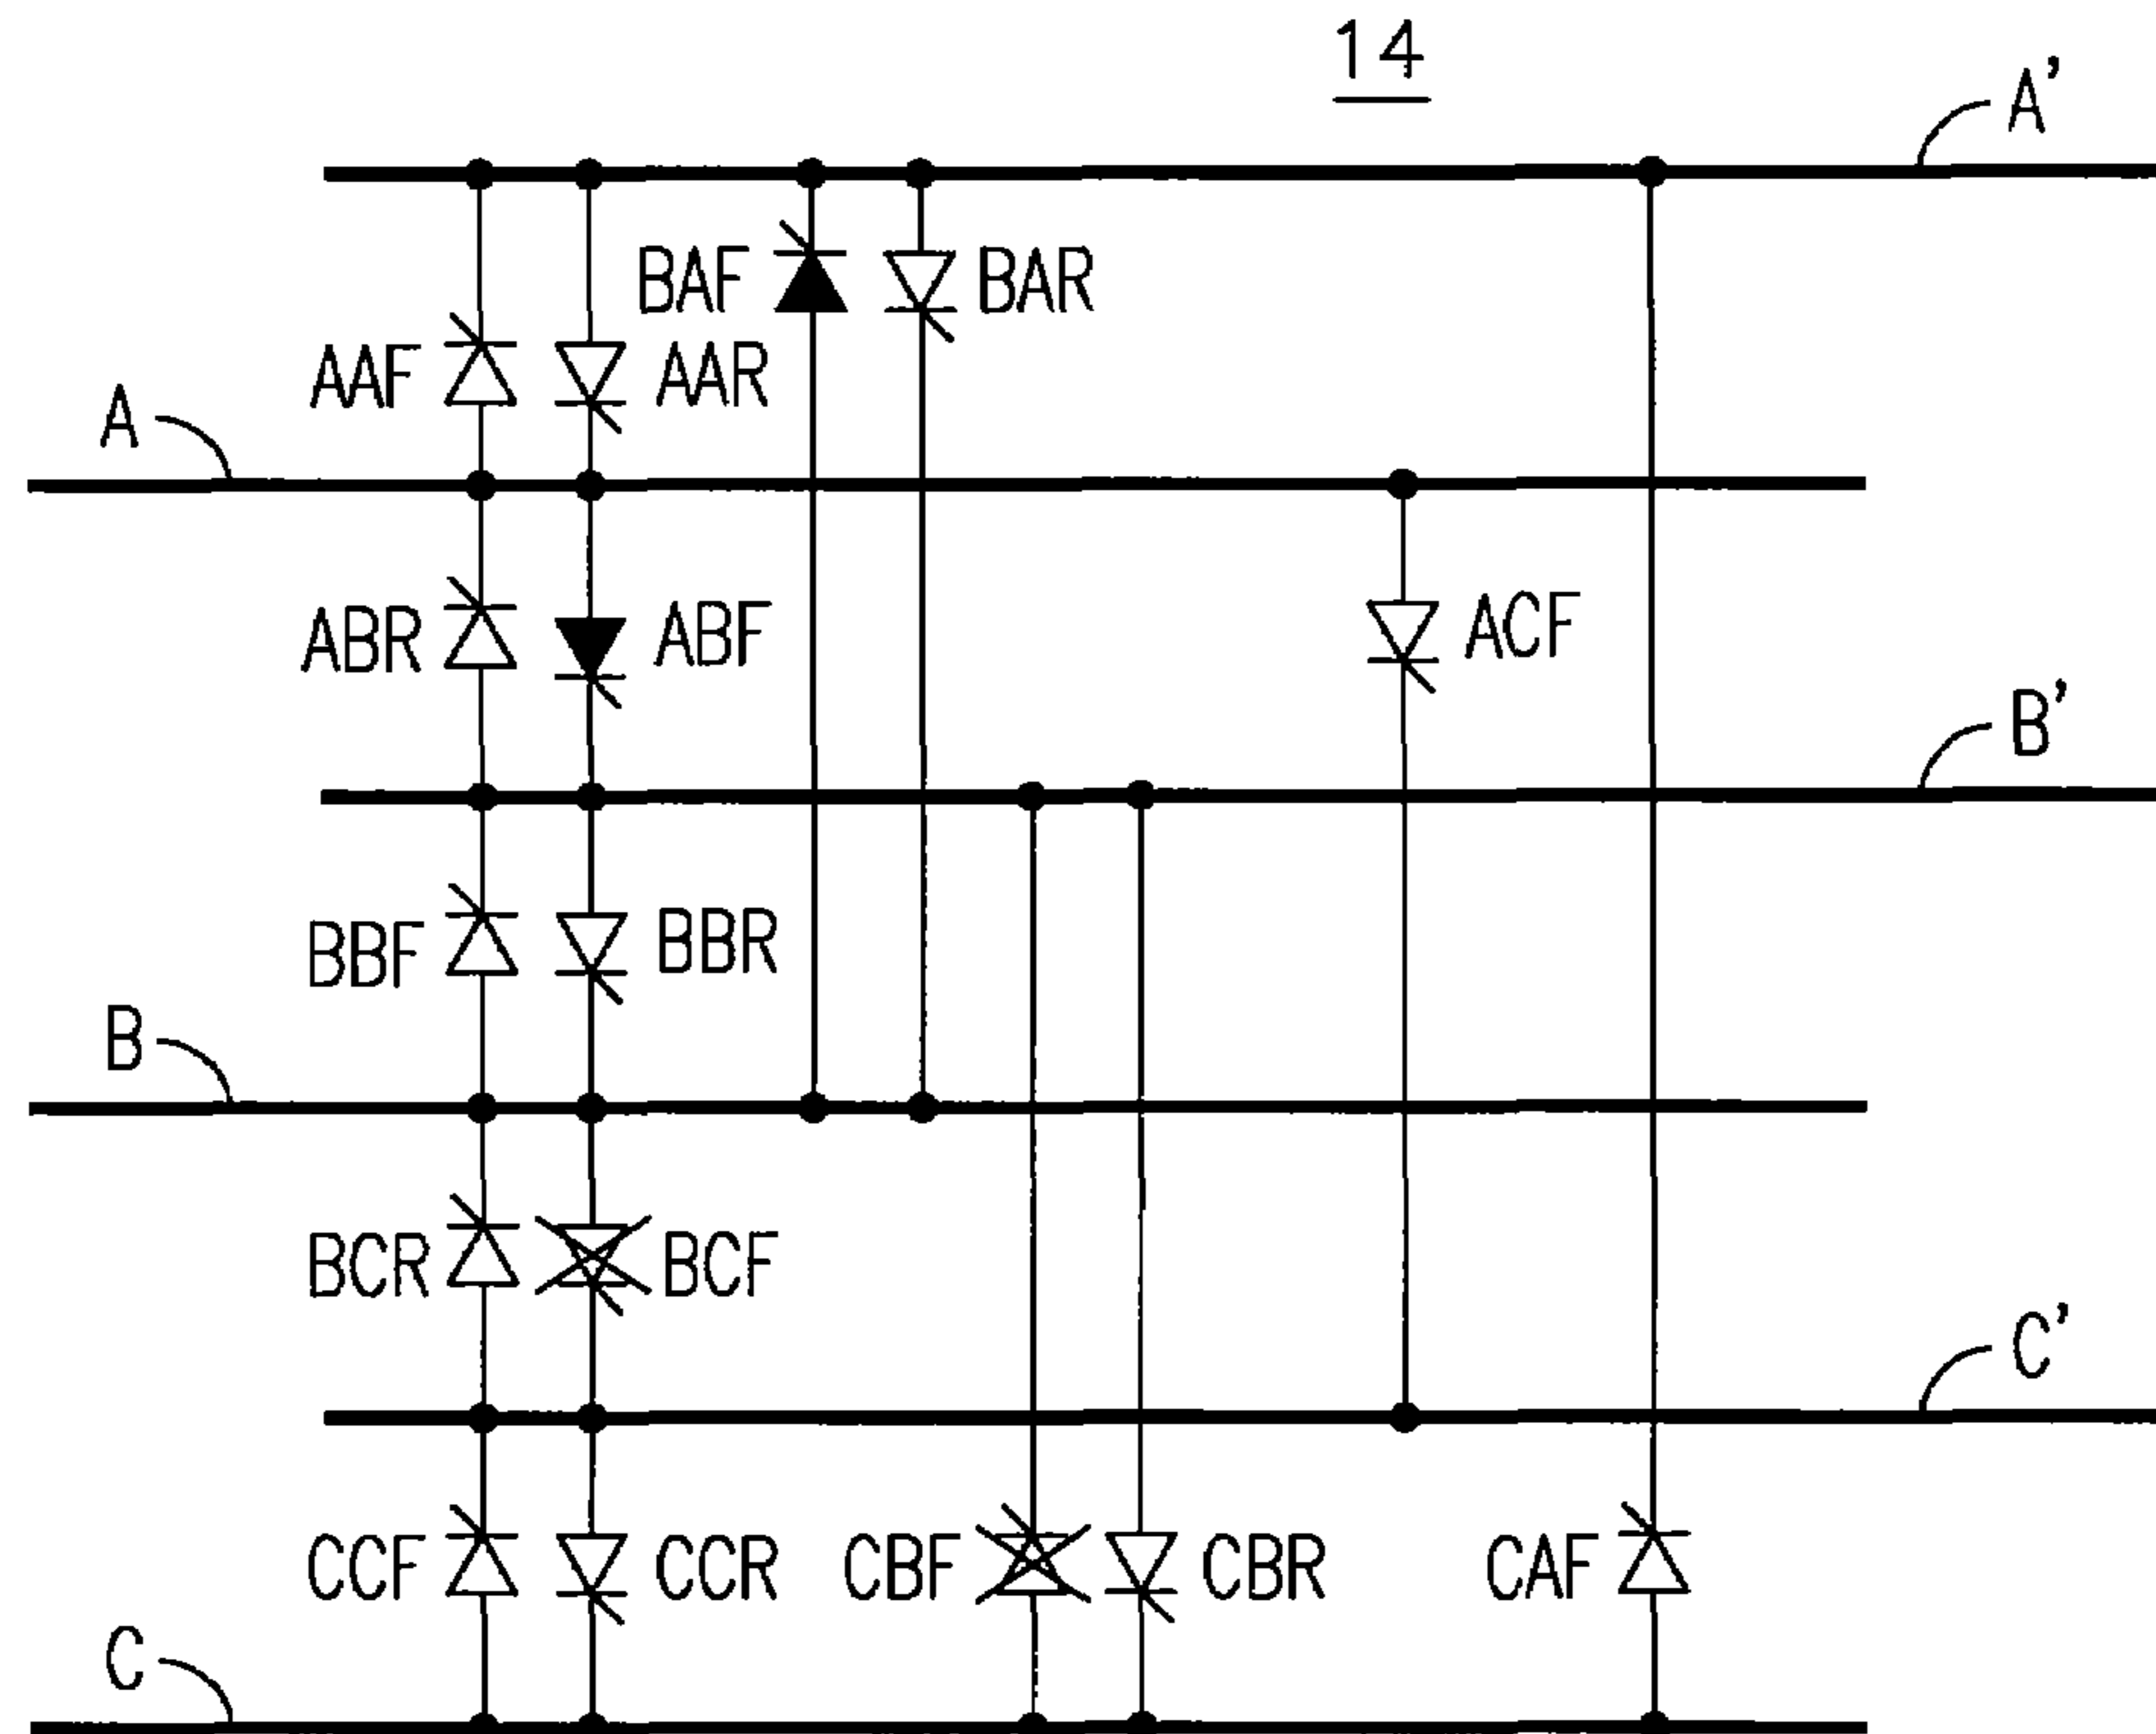 14
A'
BAF BAR
AAF AAR
A
ABR ABF ACF
B'
BBF BBR
B
BCR BCF
C'
CCF CCR CBF CBR CAF
C